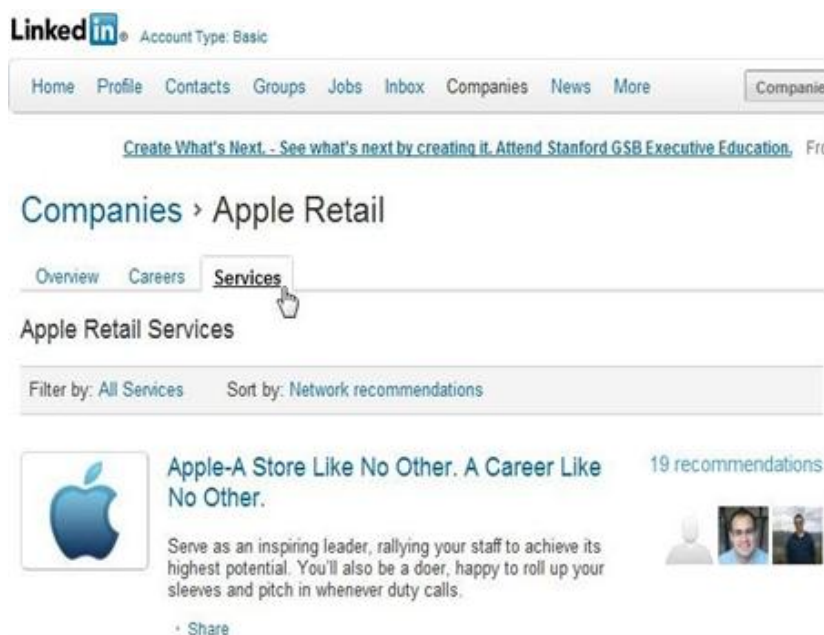 Linked in® Account Type: Basic
Home Profile Contacts Groups Jobs Inbox Companies News More Companie
Create What's Next. - See what's next by creating it. Attend Stanford GSB Executive Education. Fro
Companies › Apple Retail
Overview Careers Services
Apple Retail Services
Filter by: All Services Sort by: Network recommendations
Apple-A Store Like No Other. A Career Like
No Other.
19 recommendations
Serve as an inspiring leader, rallying your staff to achieve its
highest potential. You'll also be a doer, happy to roll up your
sleeves and pitch in whenever duty calls.
· Share